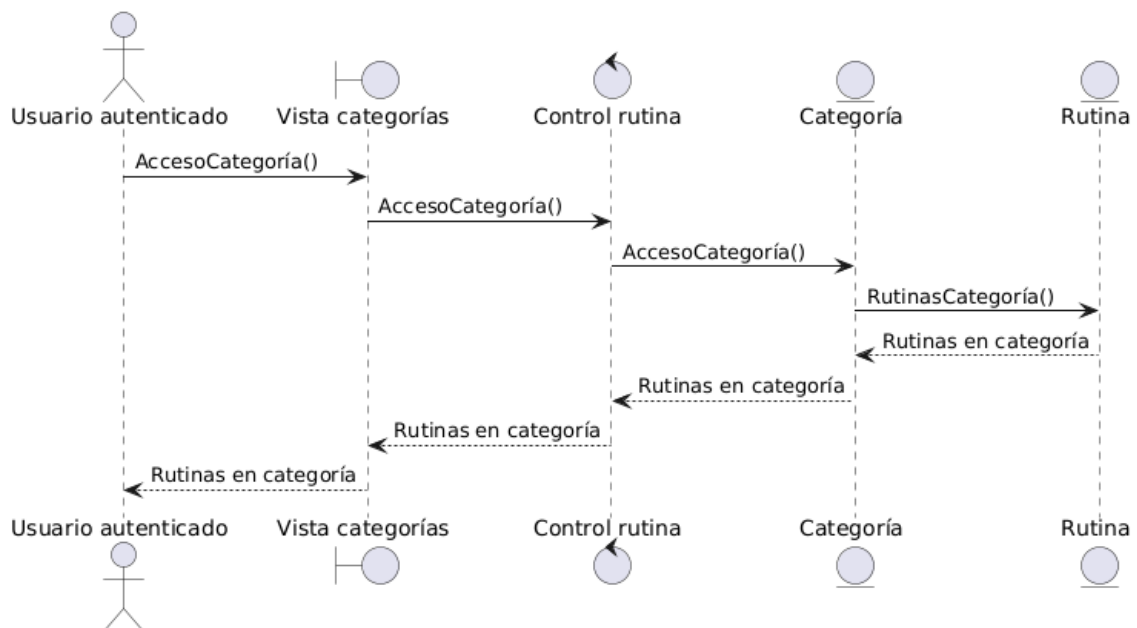 Usuario autenticado
Vista categorías
Control rutina
Categoría
Rutina
AccesoCategoría()
AccesoCategoría()
AccesoCategoría()
RutinasCategoría()
Rutinas en categoría
Rutinas en categoría
Rutinas en categoría
Rutinas en categoría
Usuario autenticado
Vista categorías
Control rutina
Categoría
Rutina